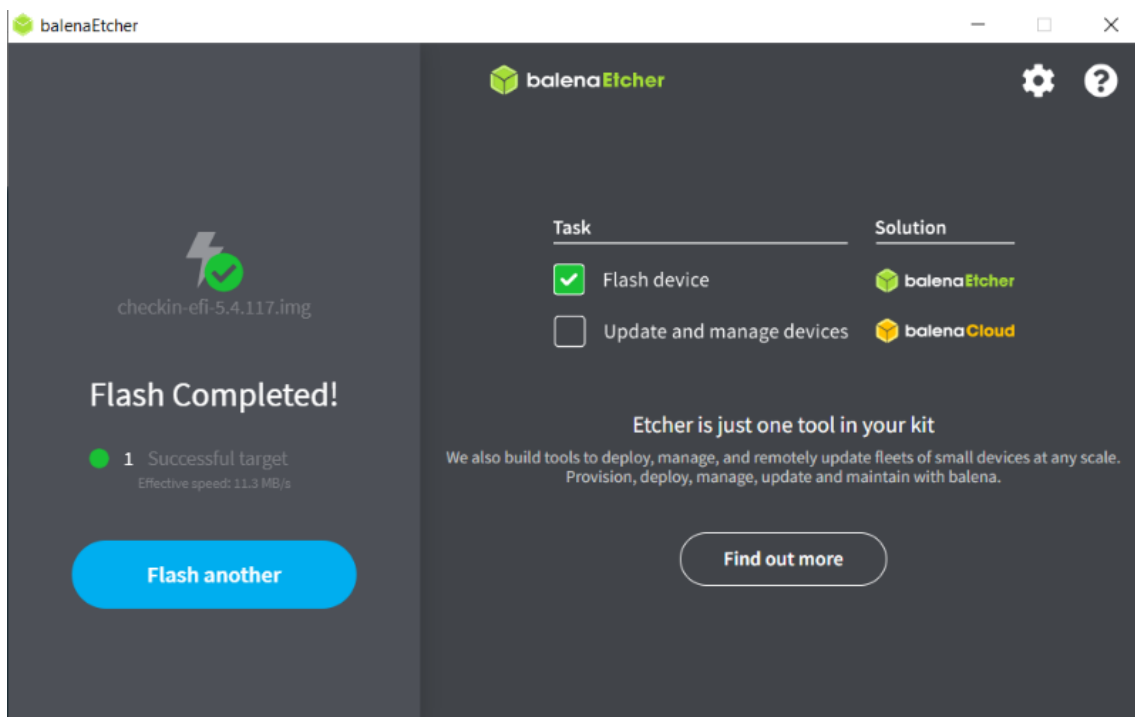 balenaEtcher
balenaEtcher
checkin-efi-5.4.117.img
Flash Completed!
1 Successful target
Effective speed: 11.3 MB/s
Flash another
Task Solution
Flash device balenaEtcher
Update and manage devices balenaCloud
Etcher is just one tool in your kit
We also build tools to deploy, manage, and remotely update fleets of small devices at any scale.
Provision, deploy, manage, update and maintain with balena.
Find out more